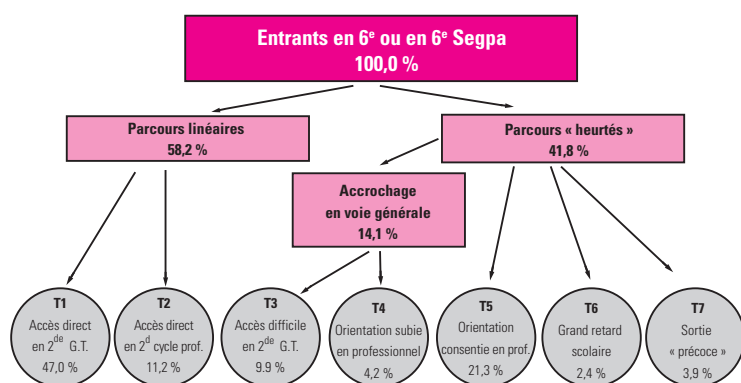 Entrants en 6e ou en 6e Segpa
100,0 %
Parcours linéaires
58,2 %
Parcours « heurtés »
41,8 %
Accrochage
en voie générale
14,1 %
T1
Accès direct
en 2de G.T.
47,0 %
T2
Accès direct
en 2d cycle prof.
11,2 %
T3
Accès difficile
en 2de G.T.
9.9 %
T4
Orientation subie
en professionnel
4,2 %
T5
Orientation
consentie en prof.
21,3 %
T6
Grand retard
scolaire
2,4 %
T7
Sortie
« précoce »
3,9 %